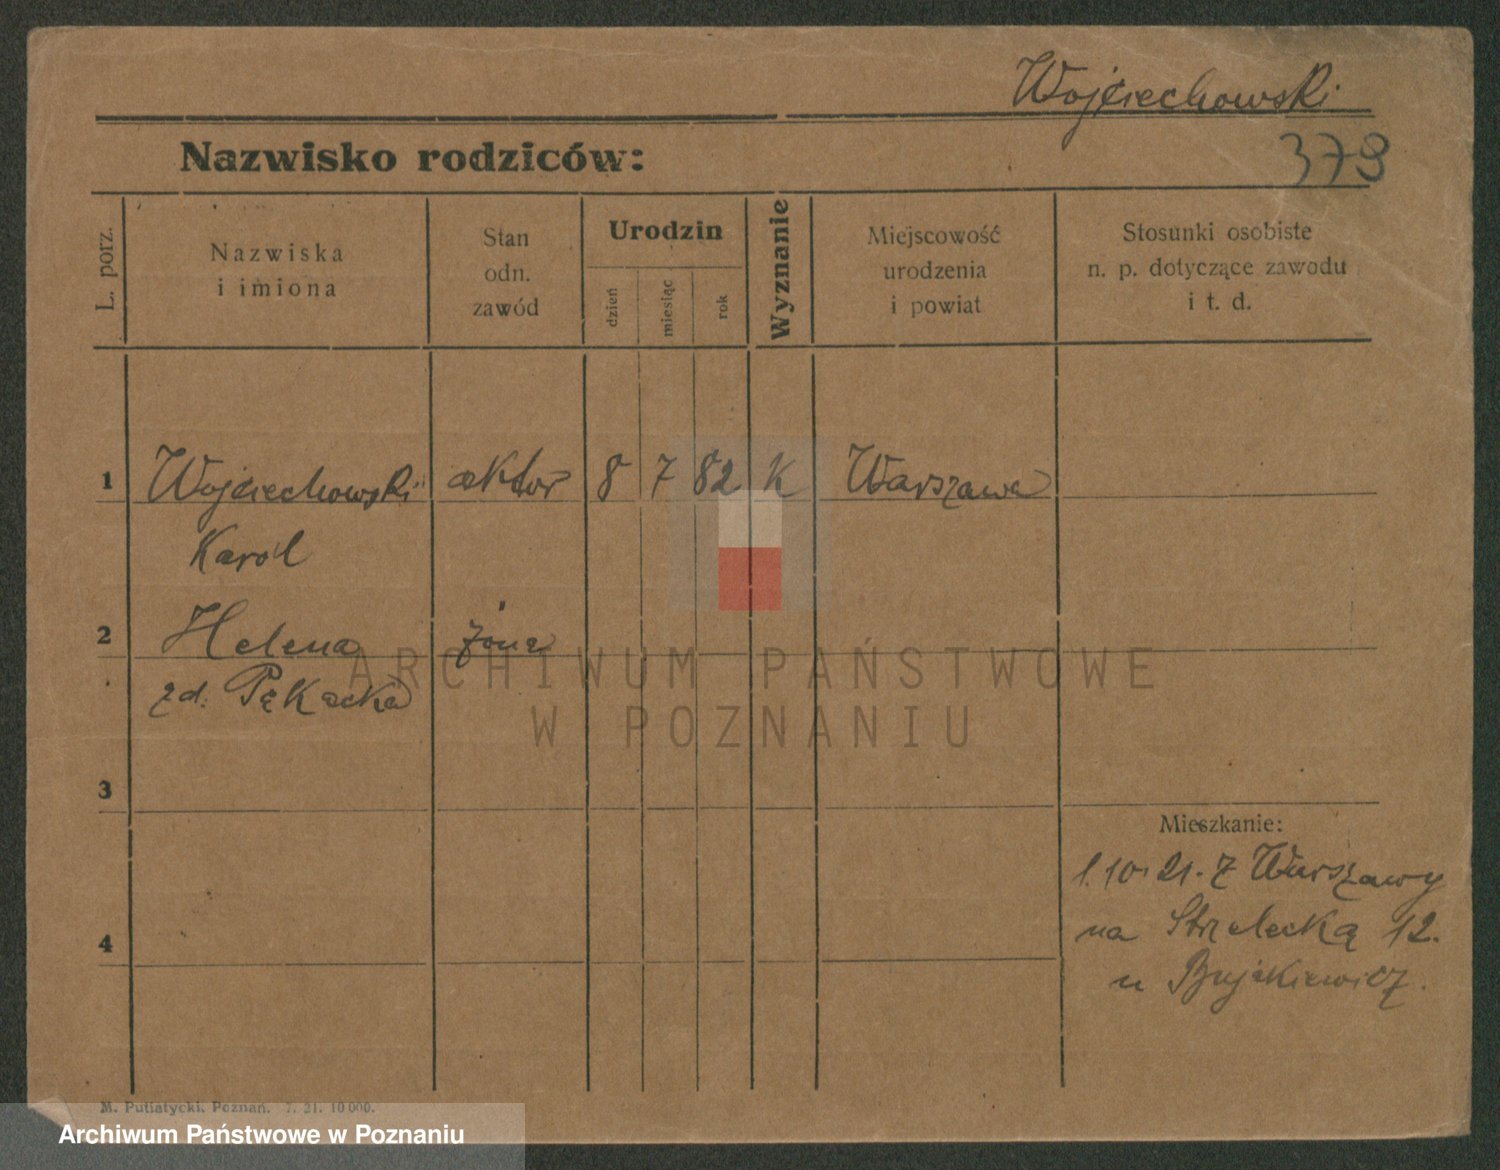 Wojciechowski
Nazwisko rodziców:
379
L. porz.
Nazwiska
i imiona
Stan
odn.
zawód
Urodzin
dzień
miesiąc
rok
Wyznanie
Miejscowość
urodzenia
i powiat
Stosunki osobiste
n. p. dotyczące zawodu
i t. d.
1 Wojciechowski aktor 8 7 82 K Warszawa
Karol
2 Helena żona
zd. Pękacka
3
Mieszkanie:
1.10.21. z Warszawy
na Strzelecką 12.
4
u Bujakiewicz.
ARCHIWUM PAŃSTWOWE
W POZNANIU
M. Putiatycki, Poznań. 7. 21. 10 000.
Archiwum Państwowe w Poznaniu